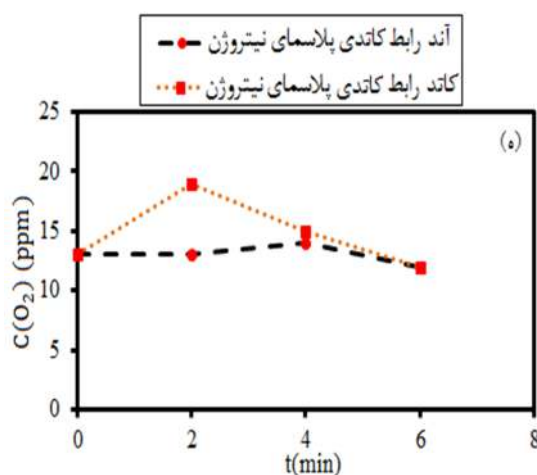 آند رابط کاتدی پلاسمای نیتروژن
کاتد رابط کاتدی پلاسمای نیتروژن
(ه)
C(O₂) (ppm)
25
20
15
10
5
0
0 2 4 6 8
t(min)